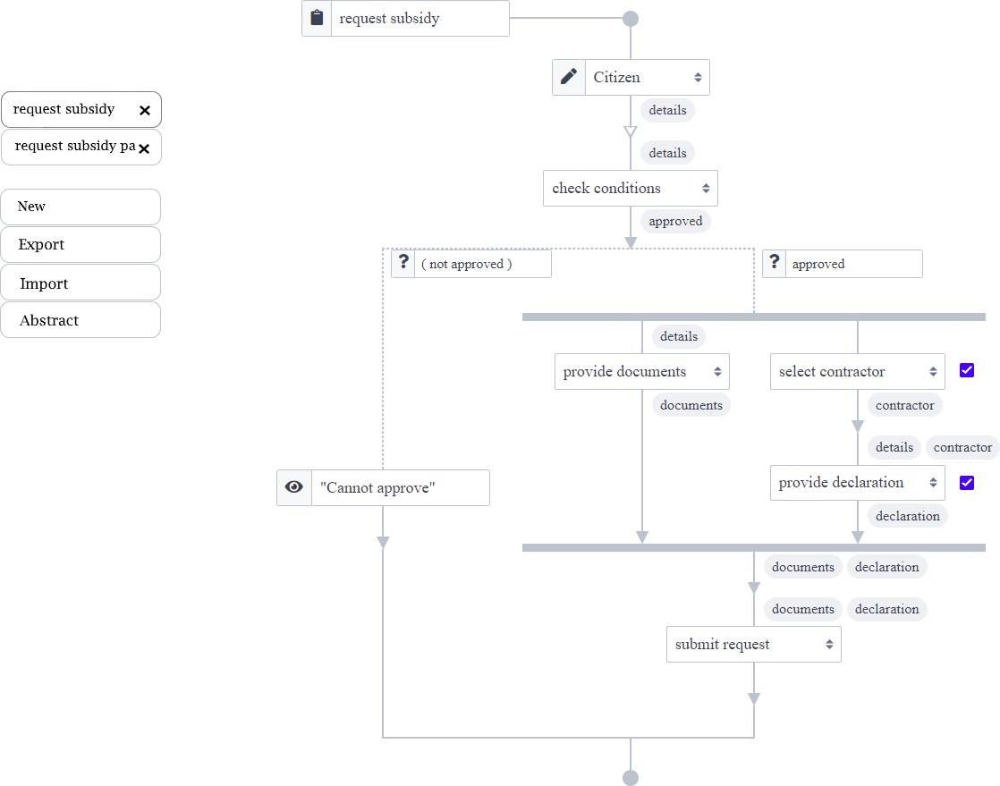 request subsidy
Citizen
details
request subsidy
request subsidy pa
details
check conditions
New
approved
Export
? ( not approved )
? approved
Import
Abstract
details
provide documents
select contractor
documents
contractor
details contractor
"Cannot approve"
provide declaration
declaration
documents declaration
documents declaration
submit request